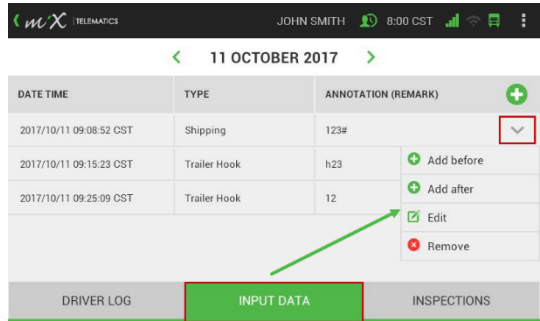 miX TELEMATICS JOHN SMITH 8:00 CST
11 OCTOBER 2017
DATE TIME TYPE ANNOTATION (REMARK)
2017/10/11 09:08:52 CST Shipping 123#
2017/10/11 09:15:23 CST Trailer Hook h23 Add before
2017/10/11 09:25:09 CST Trailer Hook 12 Add after
Edit
Remove
DRIVER LOG INPUT DATA INSPECTIONS